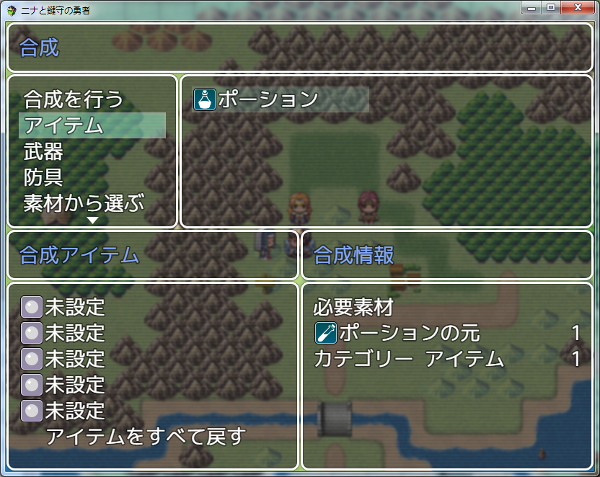 ニナと鍵守の勇者
合成
合成を行う
アイテム
武器
防具
素材から選ぶ
ポーション
合成アイテム
未設定
未設定
未設定
未設定
未設定
アイテムをすべて戻す
合成情報
必要素材
ポーションの元 1
カテゴリー アイテム 1